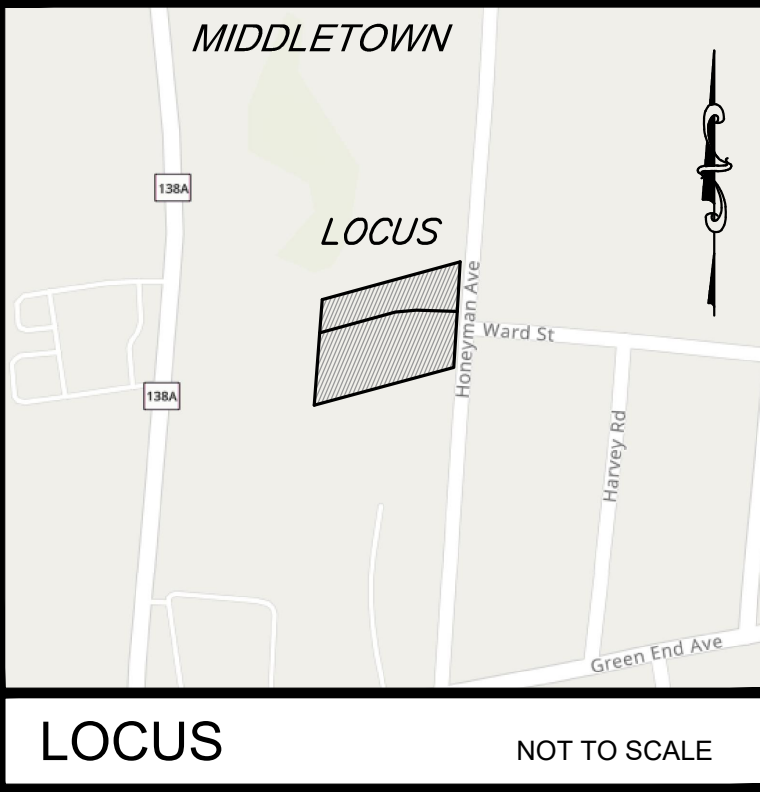 MIDDLETOWN
138A
LOCUS
Honeyman Ave
Ward St
138A
Harvey Rd
Green End Ave
LOCUS
NOT TO SCALE